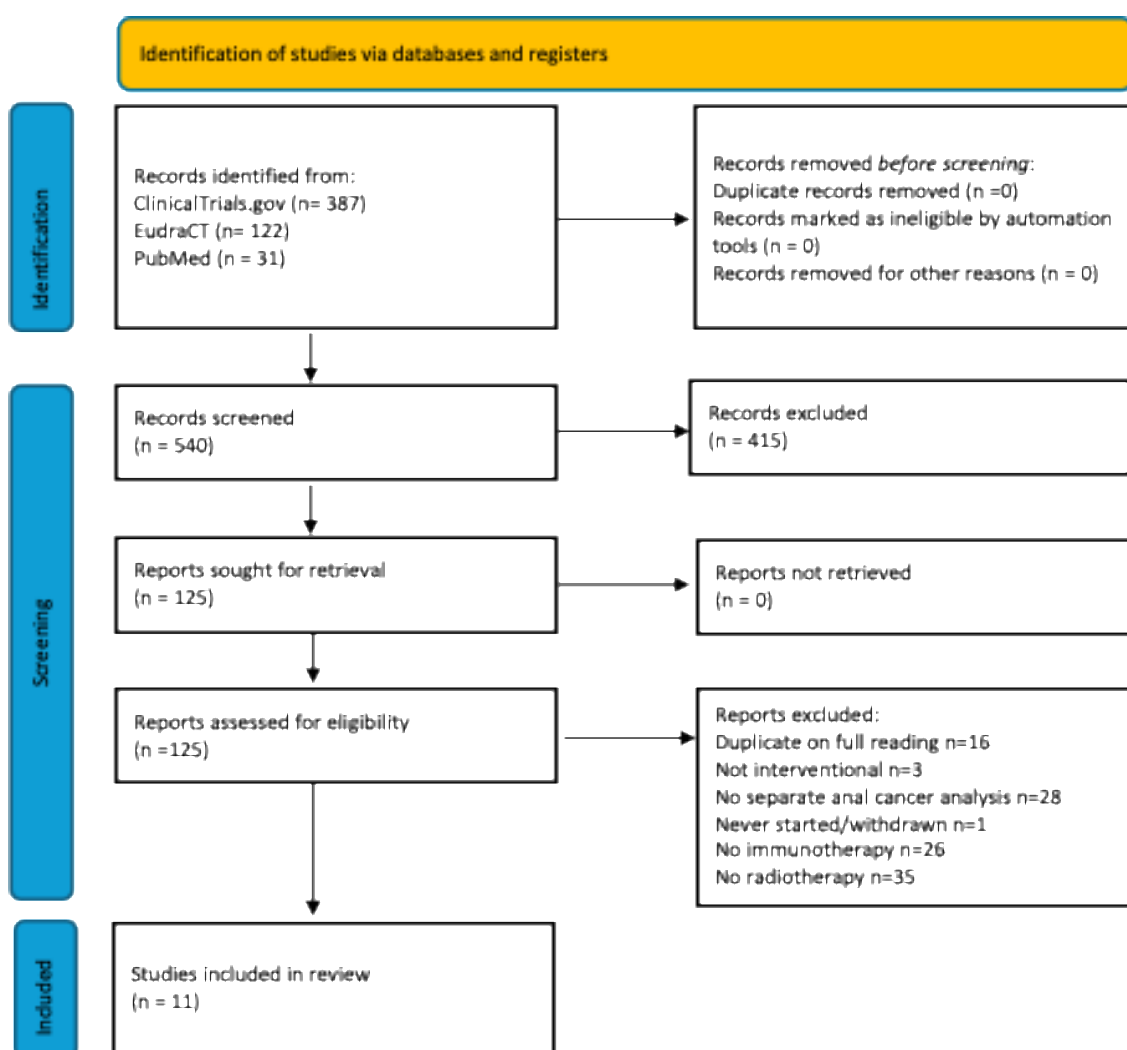 Identification of studies via databases and registers
Identification
Records identified from:
ClinicalTrials.gov (n= 387)
EudraCT (n= 122)
PubMed (n = 31)
Records removed before screening:
Duplicate records removed (n =0)
Records marked as ineligible by automation
tools (n = 0)
Records removed for other reasons (n = 0)
Screening
Records screened
(n = 540)
Records excluded
(n = 415)
Reports sought for retrieval
(n = 125)
Reports not retrieved
(n = 0)
Reports assessed for eligibility
(n =125)
Reports excluded:
Duplicate on full reading n=16
Not interventional n=3
No separate anal cancer analysis n=28
Never started/withdrawn n=1
No immunotherapy n=26
No radiotherapy n=35
Included
Studies included in review
(n = 11)